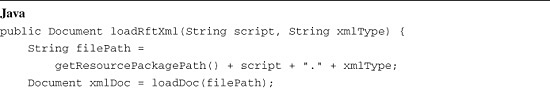 Java
public Document loadRftXml(String script, String xmlType) {
    String filePath =
        getResourcePackagePath() + script + "." + xmlType;
    Document xmlDoc = loadDoc(filePath);